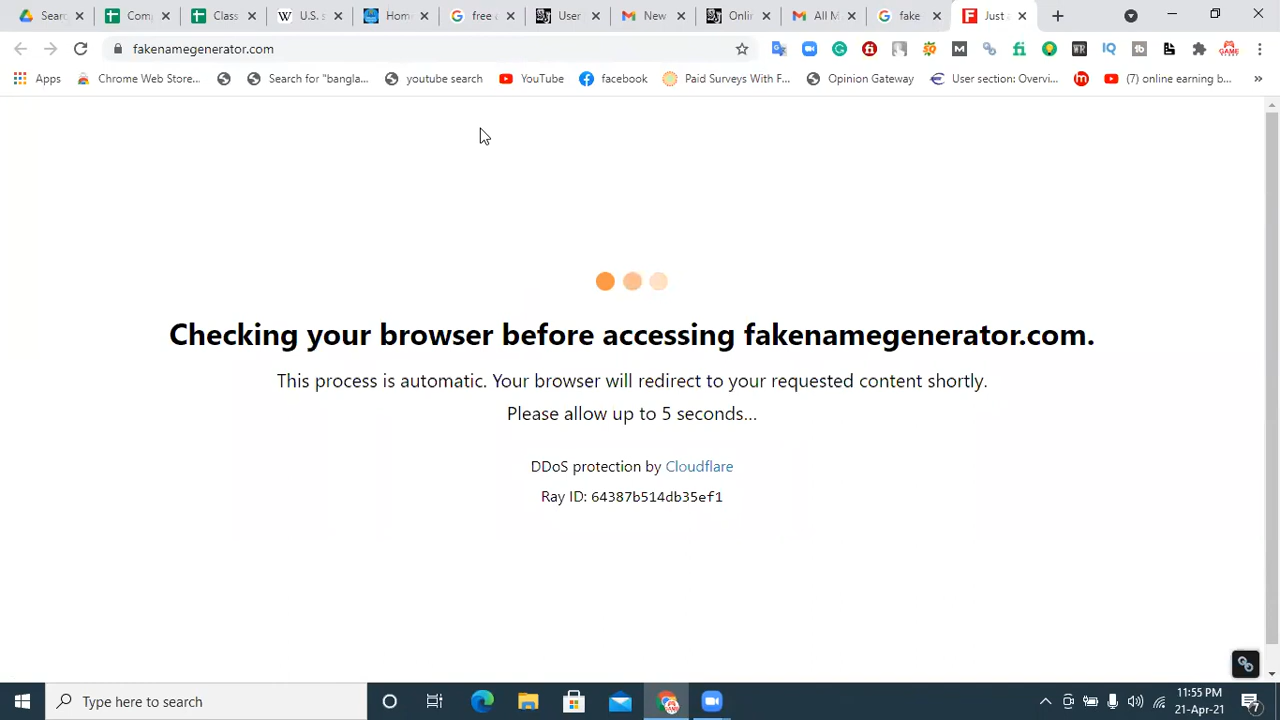 Searc
Comp
Class
U.S. s
Hom
free
User
New
Onlir
All M
fake
Just
fakenamegenerator.com
Apps
Chrome Web Store...
Search for "bangla...
youtube search
YouTube
facebook
Paid Surveys With F...
Opinion Gateway
User section: Overvi...
(7) online earning b...
»
Checking your browser before accessing fakenamegenerator.com.
This process is automatic. Your browser will redirect to your requested content shortly.
Please allow up to 5 seconds...
DDoS protection by Cloudflare
Ray ID: 64387b514db35ef1
Type here to search
11:55 PM
21-Apr-21
7